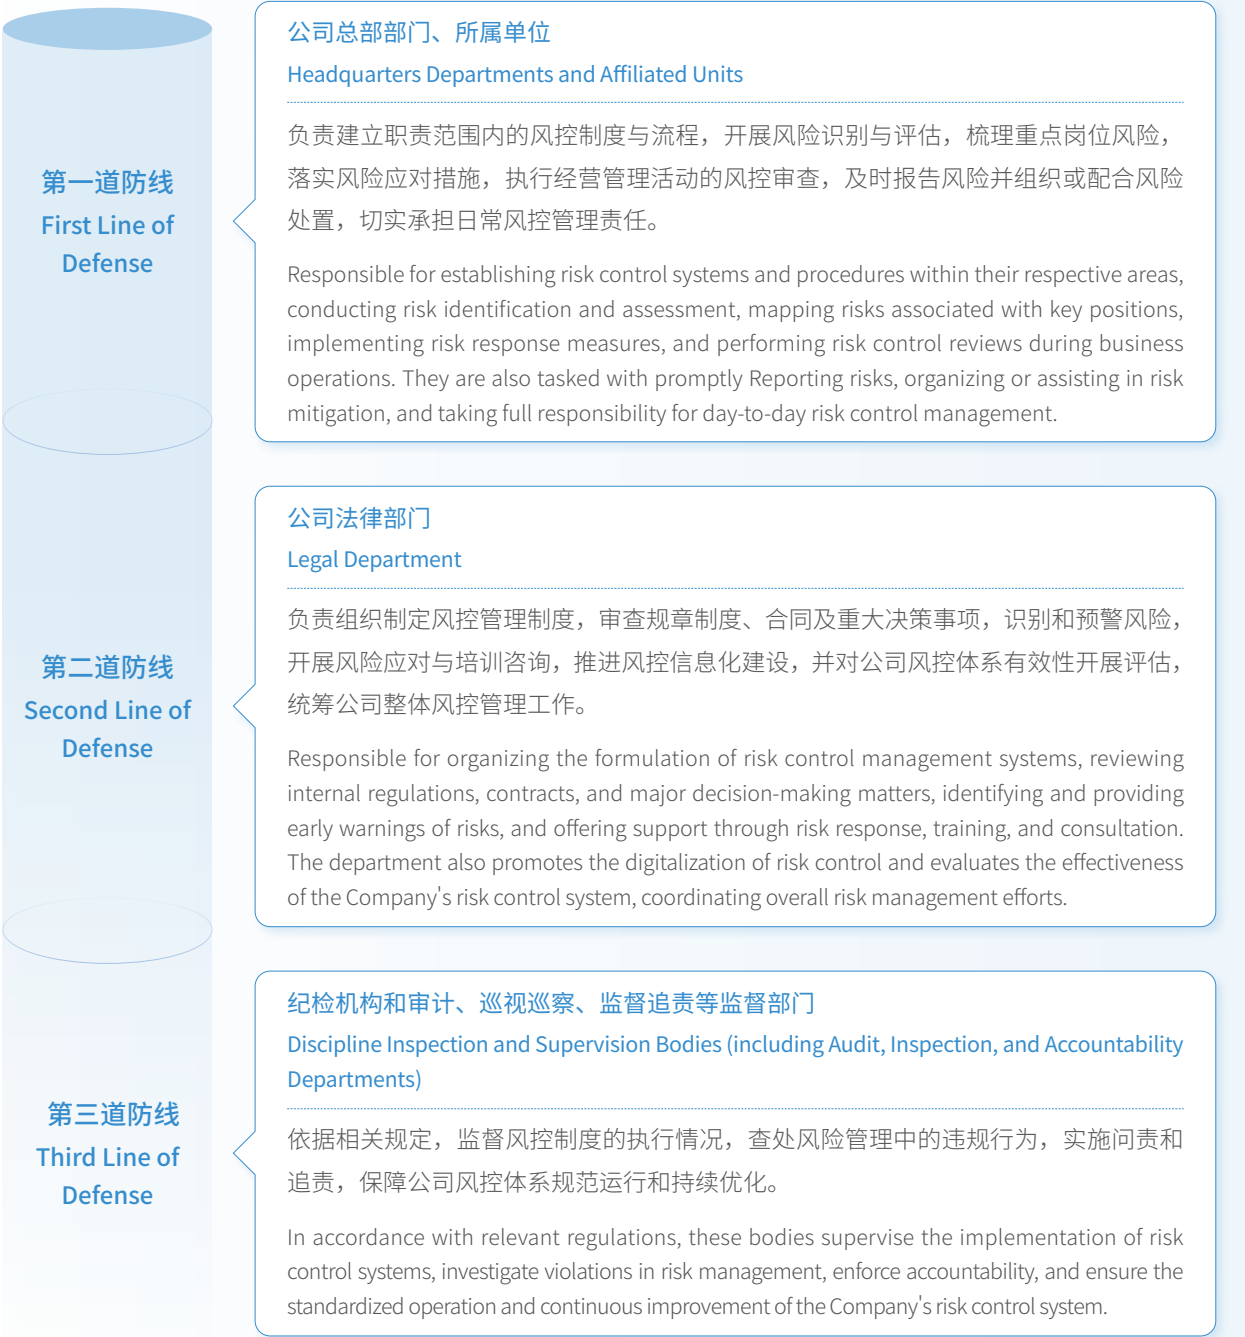 第一道防线
First Line of
Defense
公司总部部门、所属单位
Headquarters Departments and Affiliated Units
负责建立职责范围内的风控制度与流程，开展风险识别与评估，梳理重点岗位风险，
落实风险应对措施，执行经营管理活动的风控审查，及时报告风险并组织或配合风险
处置，切实承担日常风控管理责任。
Responsible for establishing risk control systems and procedures within their respective areas,
conducting risk identification and assessment, mapping risks associated with key positions,
implementing risk response measures, and performing risk control reviews during business
operations. They are also tasked with promptly Reporting risks, organizing or assisting in risk
mitigation, and taking full responsibility for day-to-day risk control management.
第二道防线
Second Line of
Defense
公司法律部门
Legal Department
负责组织制定风控管理制度，审查规章制度、合同及重大决策事项，识别和预警风险，
开展风险应对与培训咨询，推进风控信息化建设，并对公司风控体系有效性开展评估，
统筹公司整体风控管理工作。
Responsible for organizing the formulation of risk control management systems, reviewing
internal regulations, contracts, and major decision-making matters, identifying and providing
early warnings of risks, and offering support through risk response, training, and consultation.
The department also promotes the digitalization of risk control and evaluates the effectiveness
of the Company's risk control system, coordinating overall risk management efforts.
第三道防线
Third Line of
Defense
纪检机构和审计、巡视巡察、监督追责等监督部门
Discipline Inspection and Supervision Bodies (including Audit, Inspection, and Accountability
Departments)
依据相关规定，监督风控制度的执行情况，查处风险管理中的违规行为，实施问责和
追责，保障公司风控体系规范运行和持续优化。
In accordance with relevant regulations, these bodies supervise the implementation of risk
control systems, investigate violations in risk management, enforce accountability, and ensure the
standardized operation and continuous improvement of the Company's risk control system.